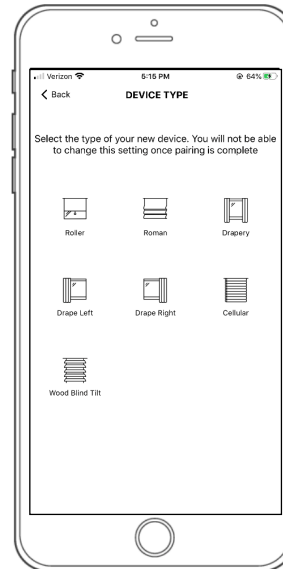 Verizon 5:15 PM 64%
Back DEVICE TYPE
Select the type of your new device. You will not be able
to change this setting once pairing is complete
Roller Roman Drapery
Drape Left Drape Right Cellular
Wood Blind Tilt